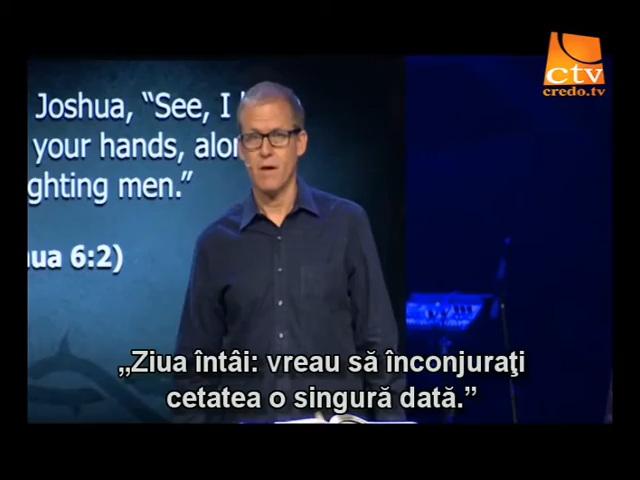 ctv
credo.tv
Joshua, “See, I
your hands, alon
ghting men.”
ua 6:2)
„Ziua întâi: vreau să înconjuraţi
cetatea o singură dată.”